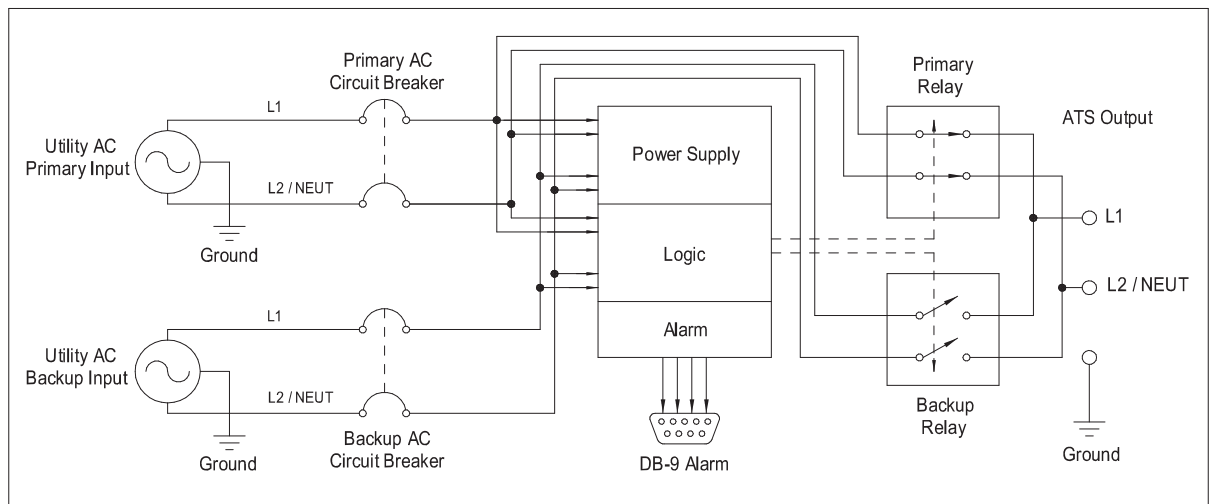 Primary AC
Circuit Breaker
L1
Utility AC
Primary Input
L2 / NEUT
Ground
Power Supply
Logic
Alarm
Primary
Relay
ATS Output
L1
L2 / NEUT
L1
Utility AC
Backup Input
L2 / NEUT
Ground
Backup AC
Circuit Breaker
DB-9 Alarm
Backup
Relay
Ground